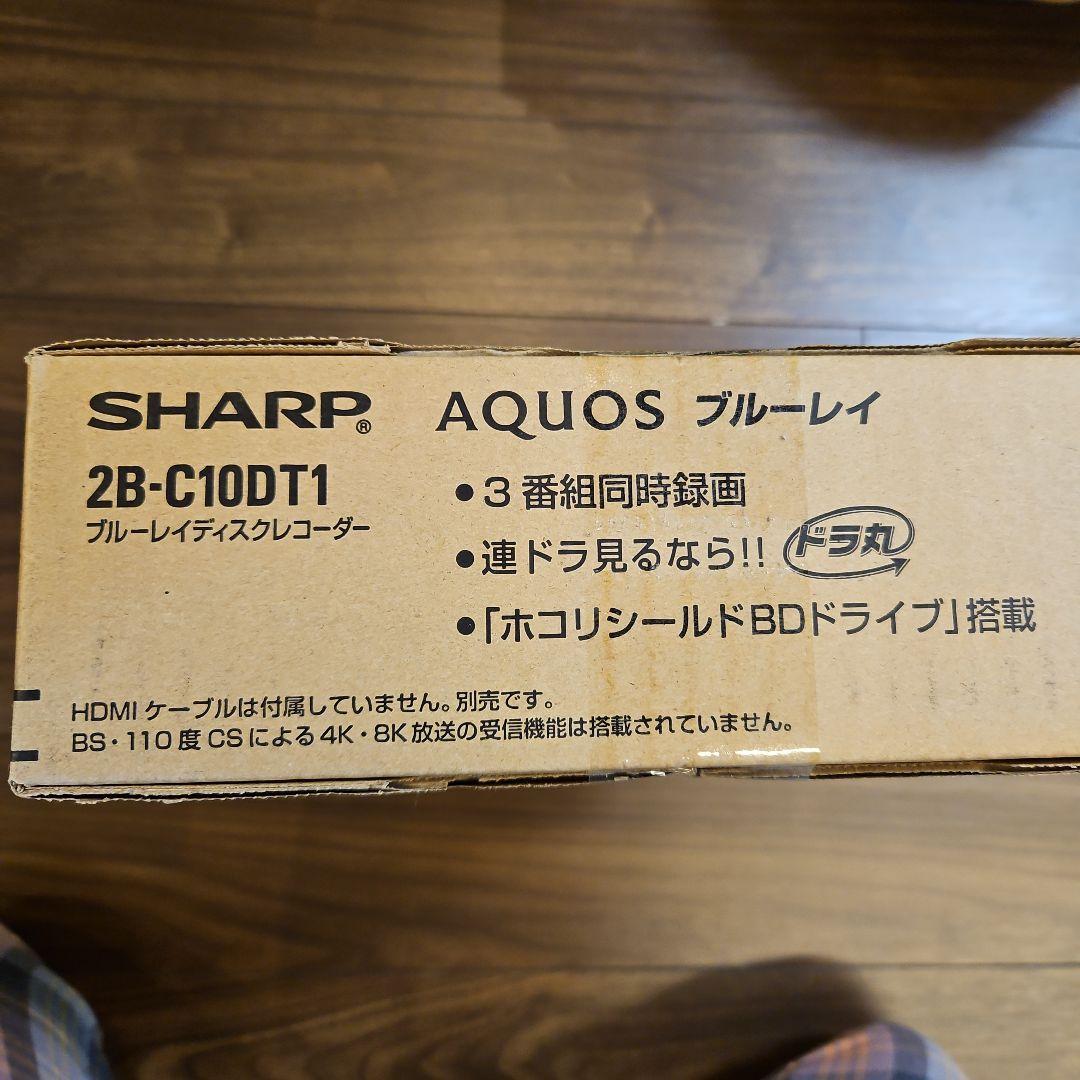 SHARP®
2B-C10DT1
ブルーレイディスクレコーダー
AQUOS ブルーレイ
●3番組同時録画
●連ドラ見るなら!! ドラ丸
●「ホコリシールドBDドライブ」搭載
HDMIケーブルは付属していません。別売です。
BS・110度CSによる4K・8K放送の受信機能は搭載されていません。